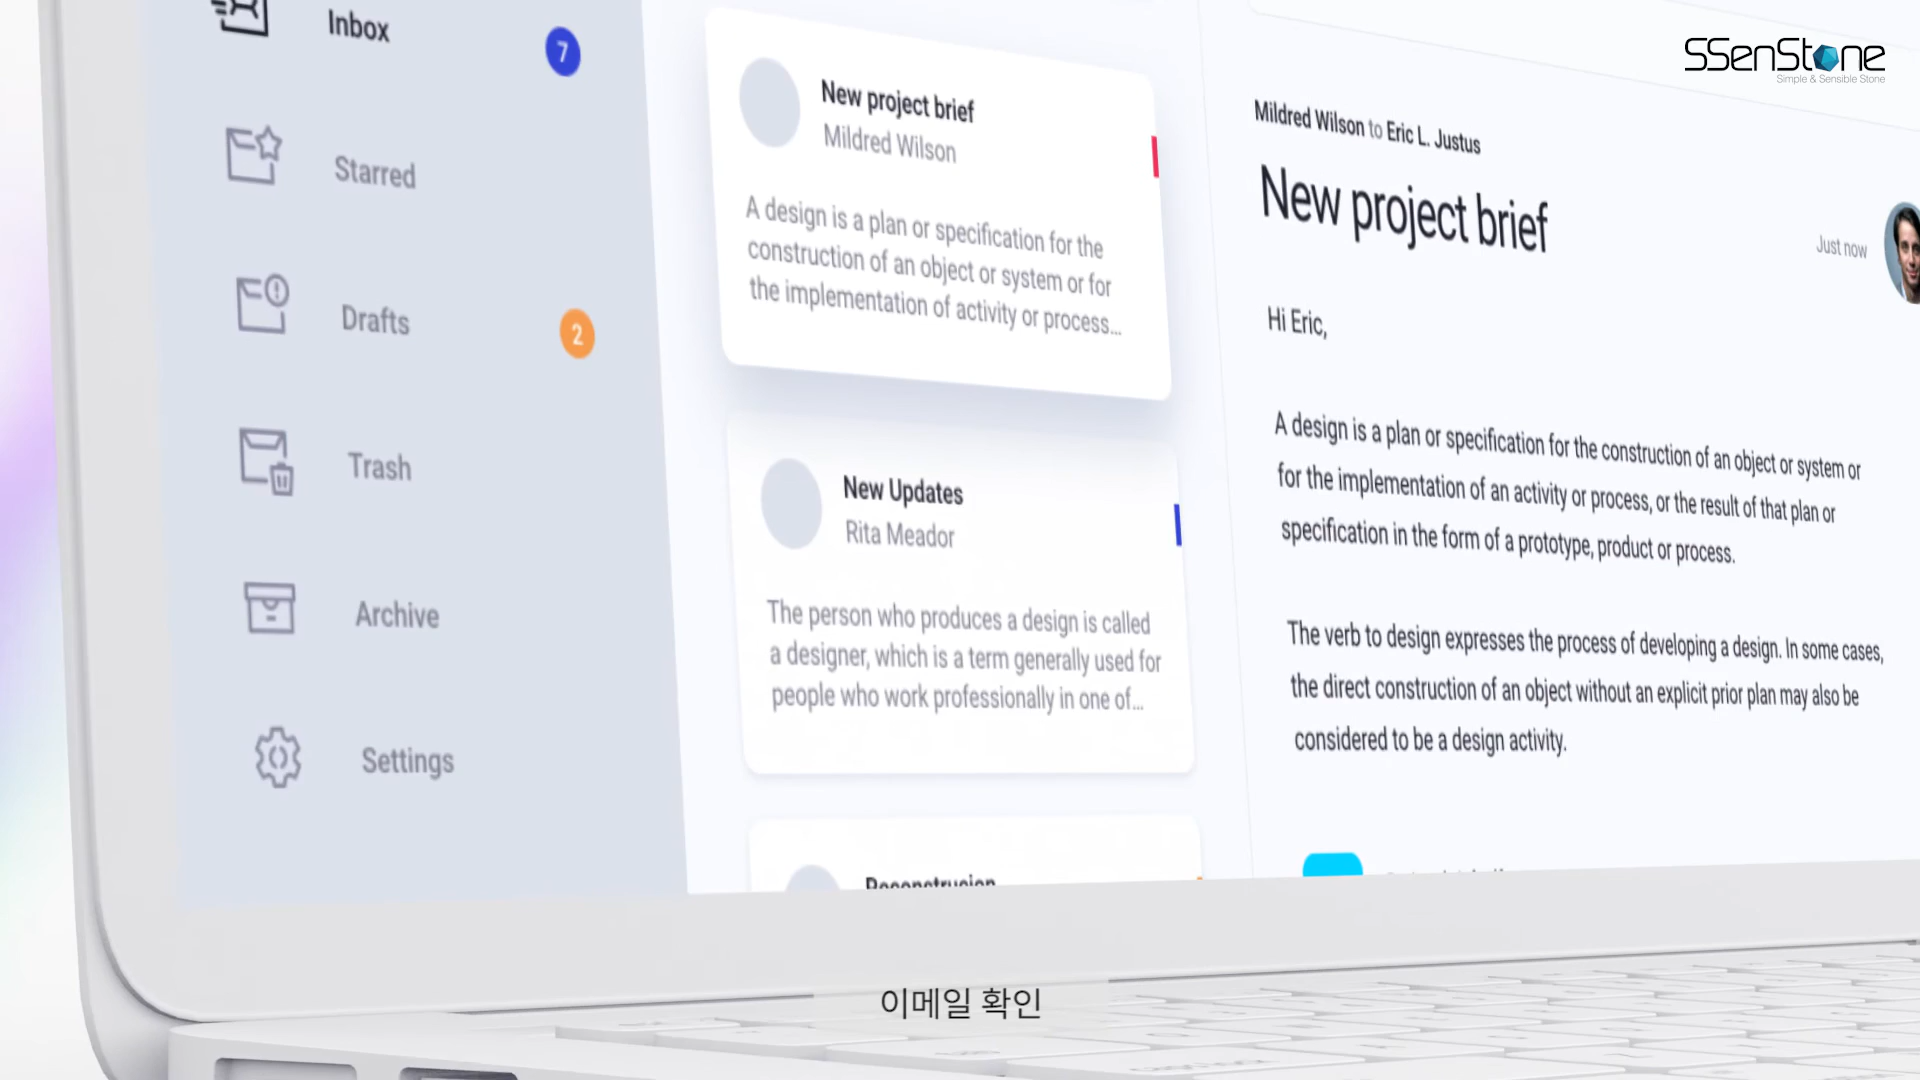 SSenStone
Simple & Sensible Stone
Inbox
7
Starred
Drafts
2
Trash
Archive
Settings
New project brief
Mildred Wilson
A design is a plan or specification for the
construction of an object or system or for
the implementation of activity or process...
New Updates
Rita Meador
The person who produces a design is called
a designer, which is a term generally used for
people who work professionally in one of...
Mildred Wilson to Eric L. Justus
New project brief
Just now
Hi Eric,
A design is a plan or specification for the construction of an object or system or
for the implementation of an activity or process, or the result of that plan or
specification in the form of a prototype, product or process.
The verb to design expresses the process of developing a design. In some cases,
the direct construction of an object without an explicit prior plan may also be
considered to be a design activity.
이메일 확인